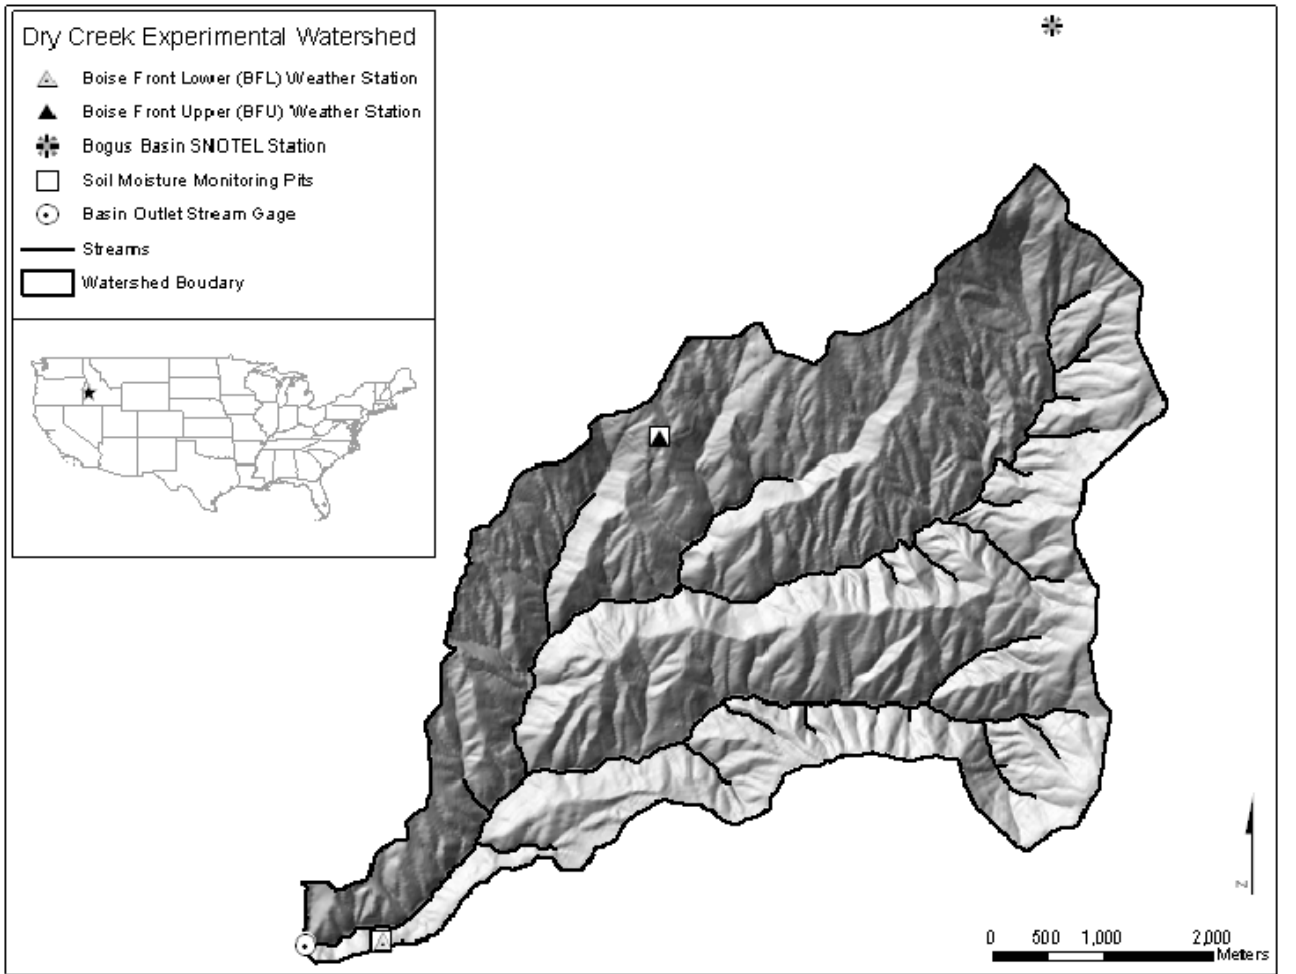 Dry Creek Experimental Watershed
Boise Front Lower (BFL) Weather Station
Boise Front Upper (BFU) Weather Station
Bogus Basin SNOTEL Station
Soil Moisture Monitoring Pits
Basin Outlet Stream Gage
Streams
Watershed Boudary
N
0 500 1,000 2,000
Meters